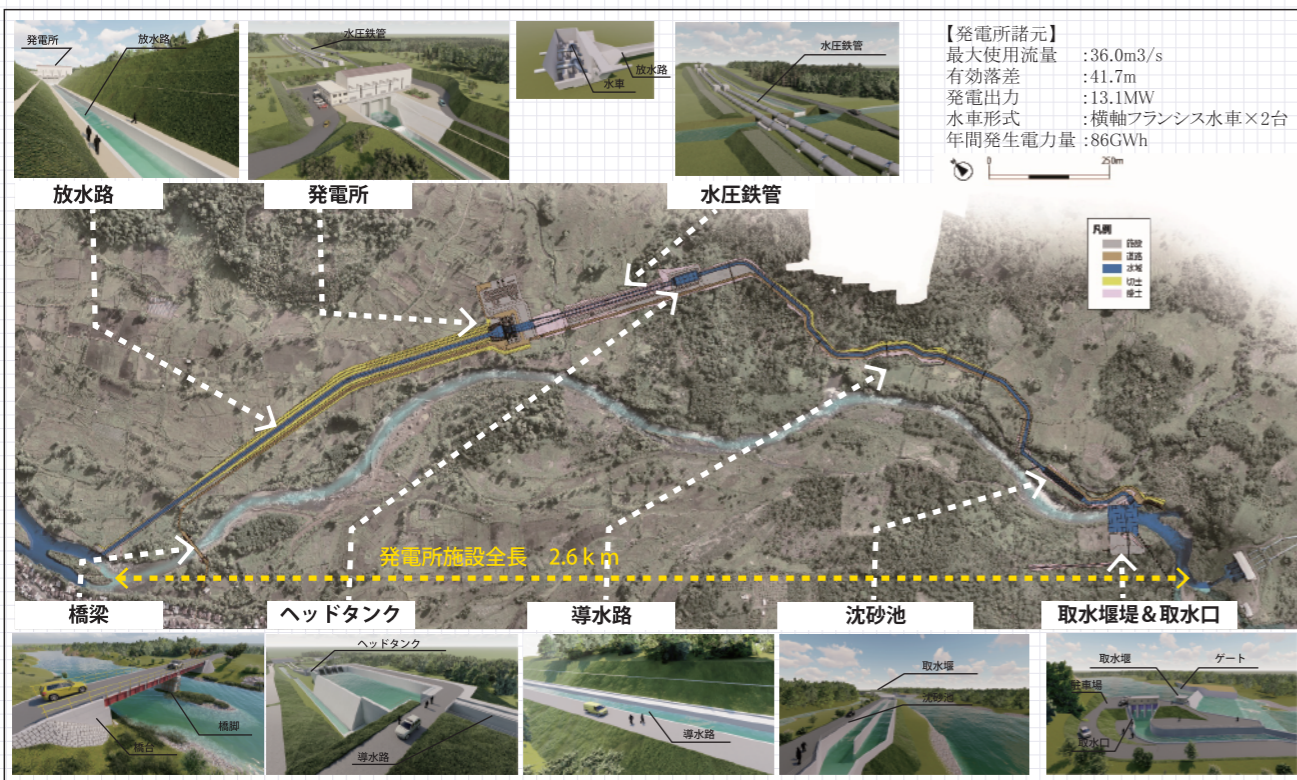 発電所
放水路
水圧鉄管
水車
放水路
水圧鉄管
【発電所諸元】
最大使用流量 :36.0m3/s
有効落差 :41.7m
発電出力 :13.1MW
水車形式 :横軸フランシス水車×2台
年間発生電力量 :86GWh
0 250m
放水路
発電所
水圧鉄管
凡例
道路
水域
切土
盛土
発電所施設全長 2.6km
橋梁
ヘッドタンク
導水路
沈砂池
取水堰堤&取水口
橋脚
橋台
ヘッドタンク
導水路
導水路
取水堰
沈砂池
取水堰
ゲート
駐車場
取水口